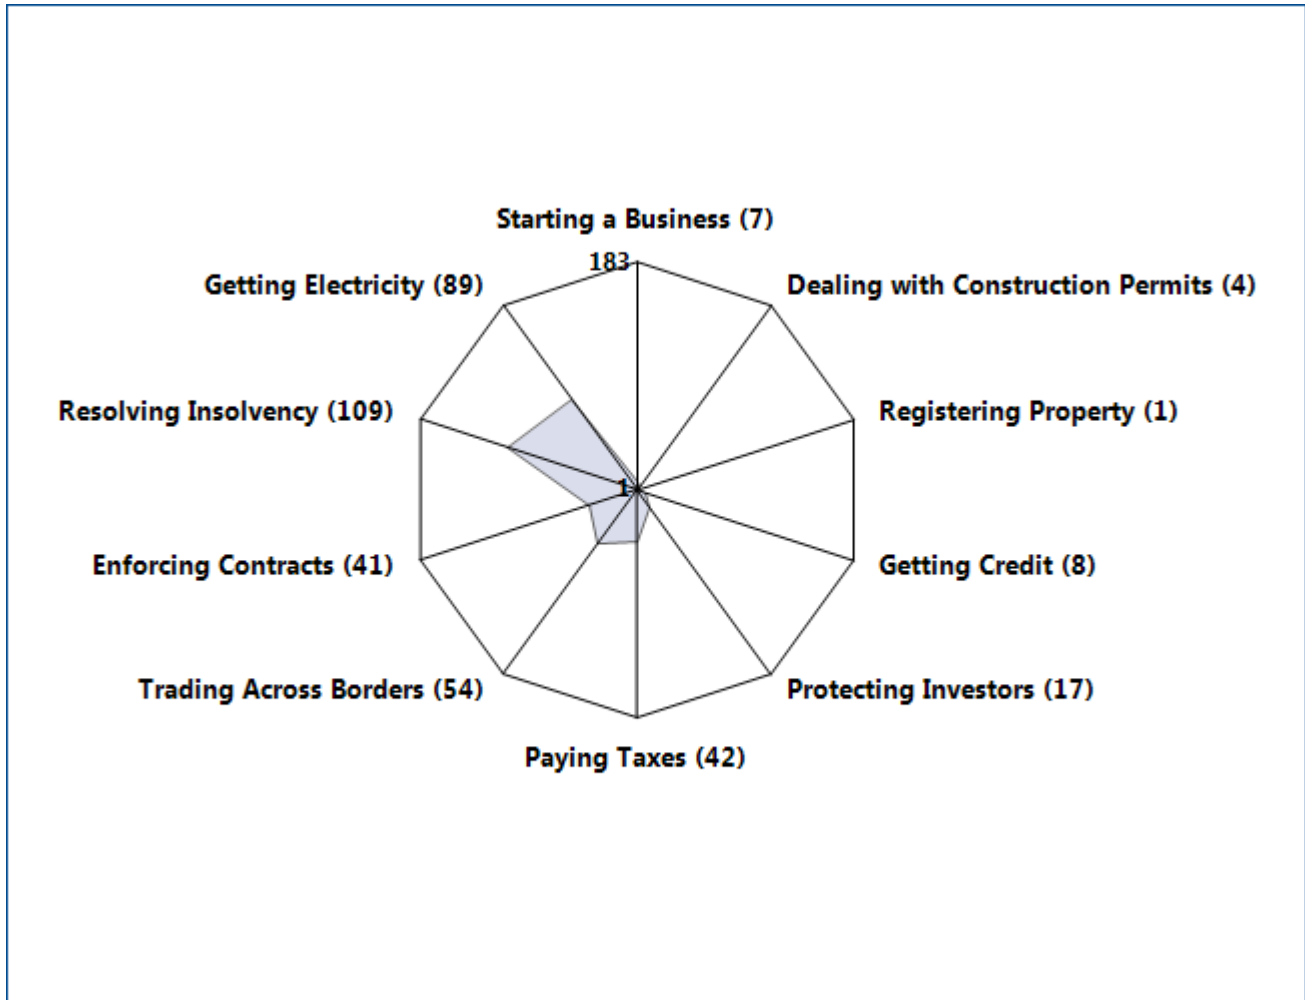 Starting a Business (7)
183
Getting Electricity (89)
Dealing with Construction Permits (4)
Resolving Insolvency (109)
Registering Property (1)
1
Enforcing Contracts (41)
Getting Credit (8)
Trading Across Borders (54)
Protecting Investors (17)
Paying Taxes (42)